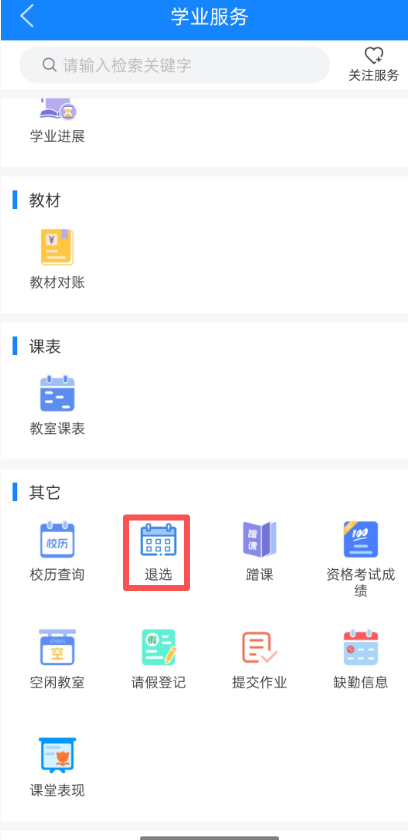 学业服务
请输入检索关键字
关注服务
学业进展
教材
¥
教材对账
课表
教室课表
其它
校历
蹭课
100
校历查询
退选
蹭课
资格考试成
绩
空
假
空闲教室
请假登记
提交作业
缺勤信息
课堂表现